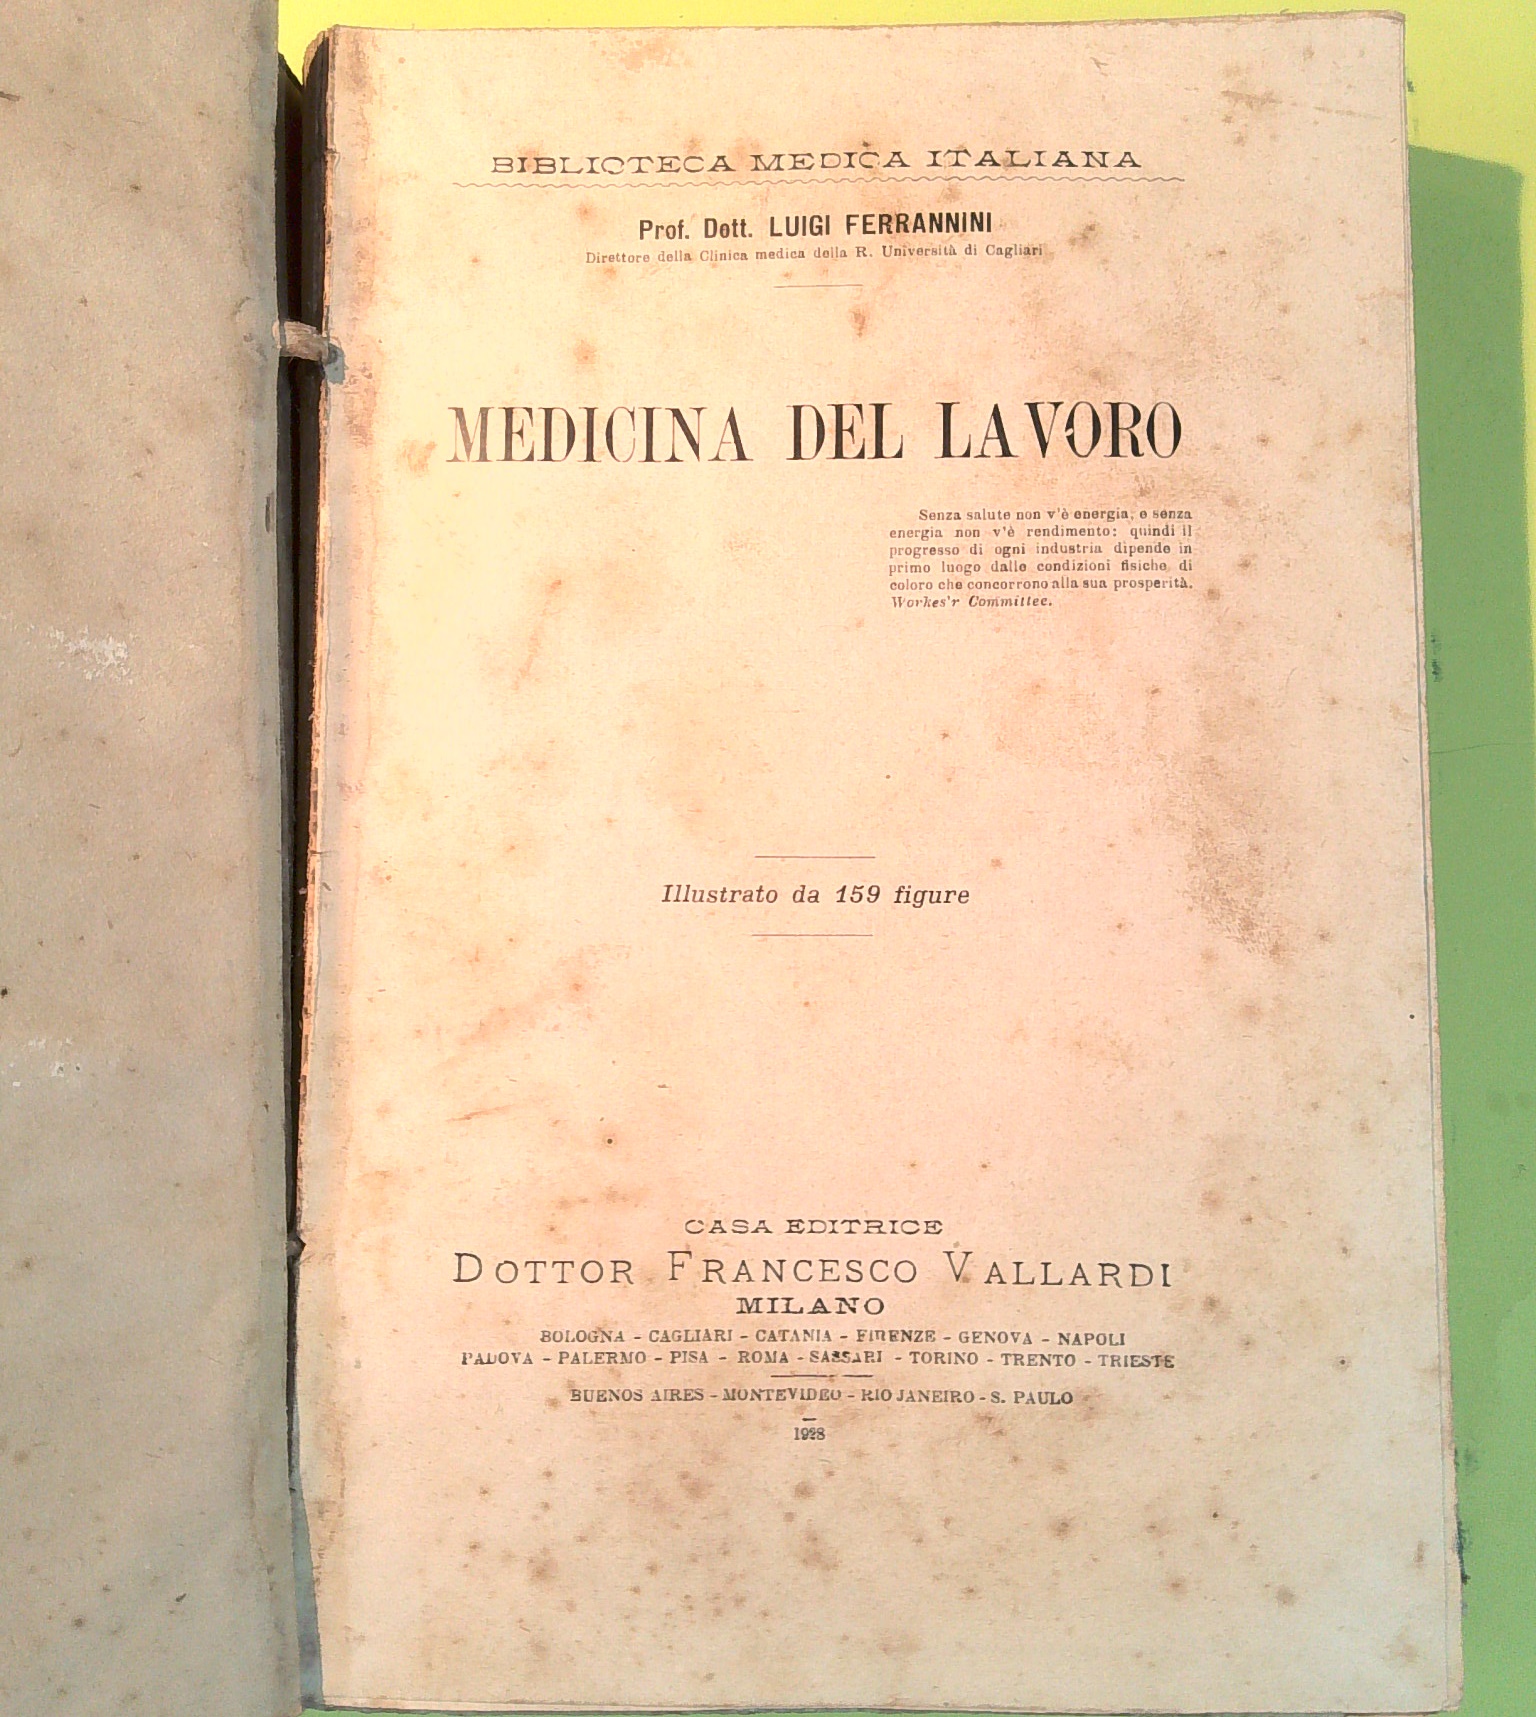 BIBLIOTECA MEDICA ITALIANA
Prof. Dott. LUIGI FERRANNINI
Direttore della Clinica medica della R. Università di Cagliari
MEDICINA DEL LAVORO
Senza salute non v'è energia, e senza
energia non v'è rendimento: quindi il
progresso di ogni industria dipende in
primo luogo dalle condizioni fisiche di
coloro che concorrono alla sua prosperità.
Workes'r Committee.
Illustrato da 159 figure
CASA EDITRICE
DOTTOR FRANCESCO VALLARDI
MILANO
BOLOGNA - CAGLIARI - CATANIA - FIRENZE - GENOVA - NAPOLI
PADOVA - PALERMO - PISA - ROMA - SASSARI - TORINO - TRENTO - TRIESTE
BUENOS AIRES - MONTEVIDEO - RIO JANEIRO - S. PAULO
1928